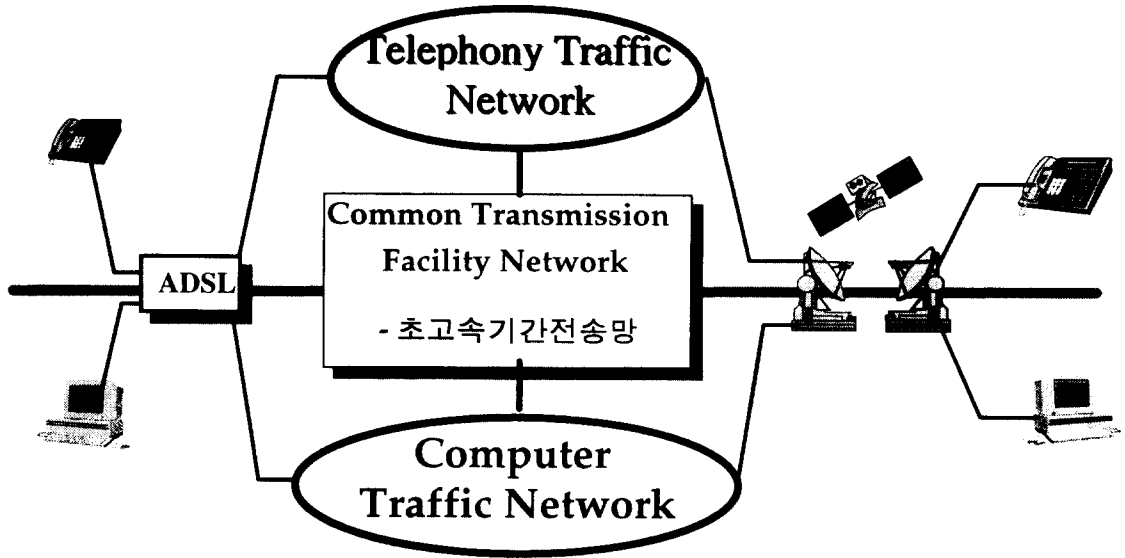 Telephony Traffic
Network
Common Transmission
Facility Network
ADSL
- 초고속기간전송망
Computer
Traffic Network